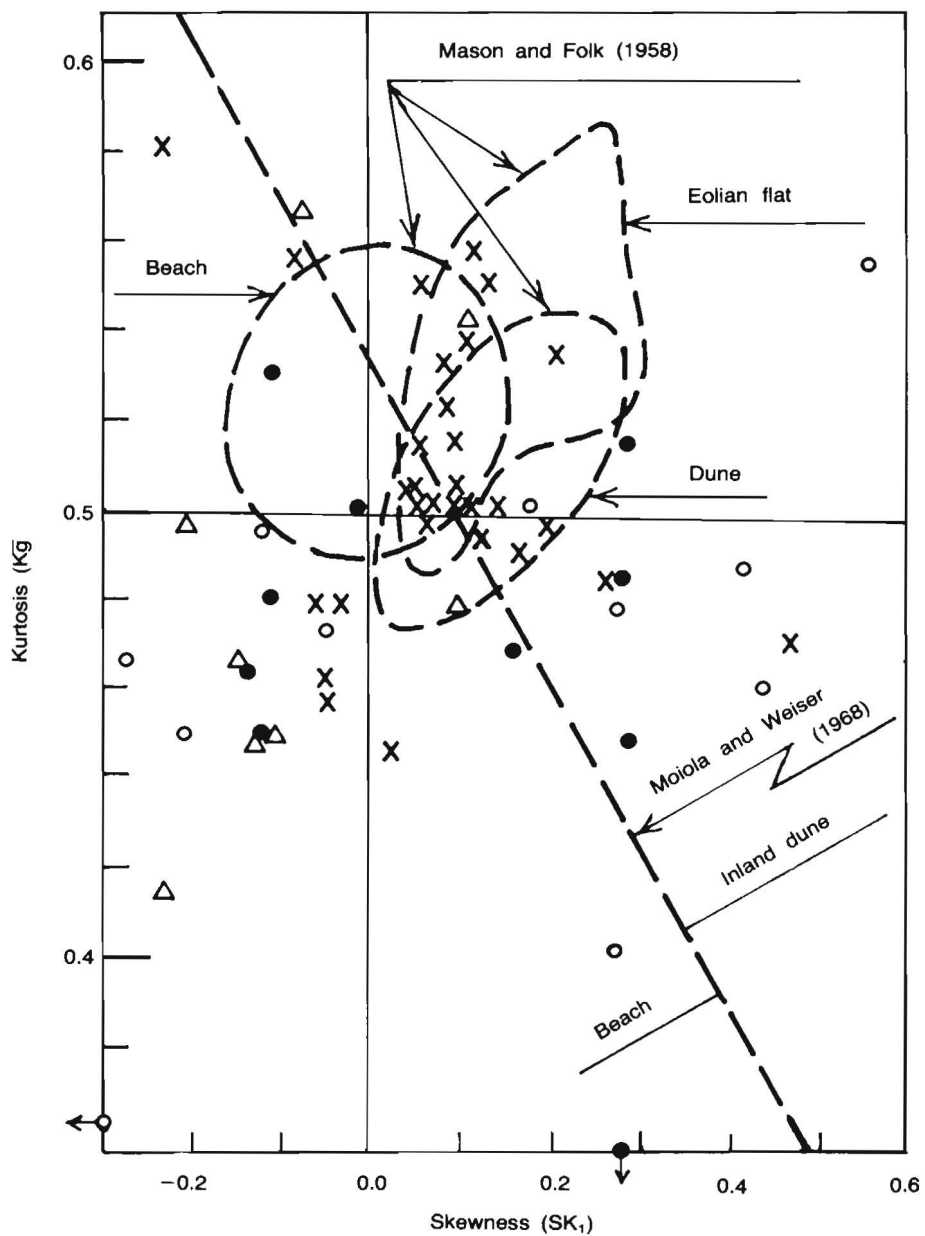 Mason and Folk (1958)
0.6
Eolian flat
Beach
Dune
0.5
Kurtosis (K̅g)
Moiola and Weiser
(1968)
Inland dune
0.4
Beach
−0.2
0.0
0.2
0.4
0.6
Skewness (SK₁)